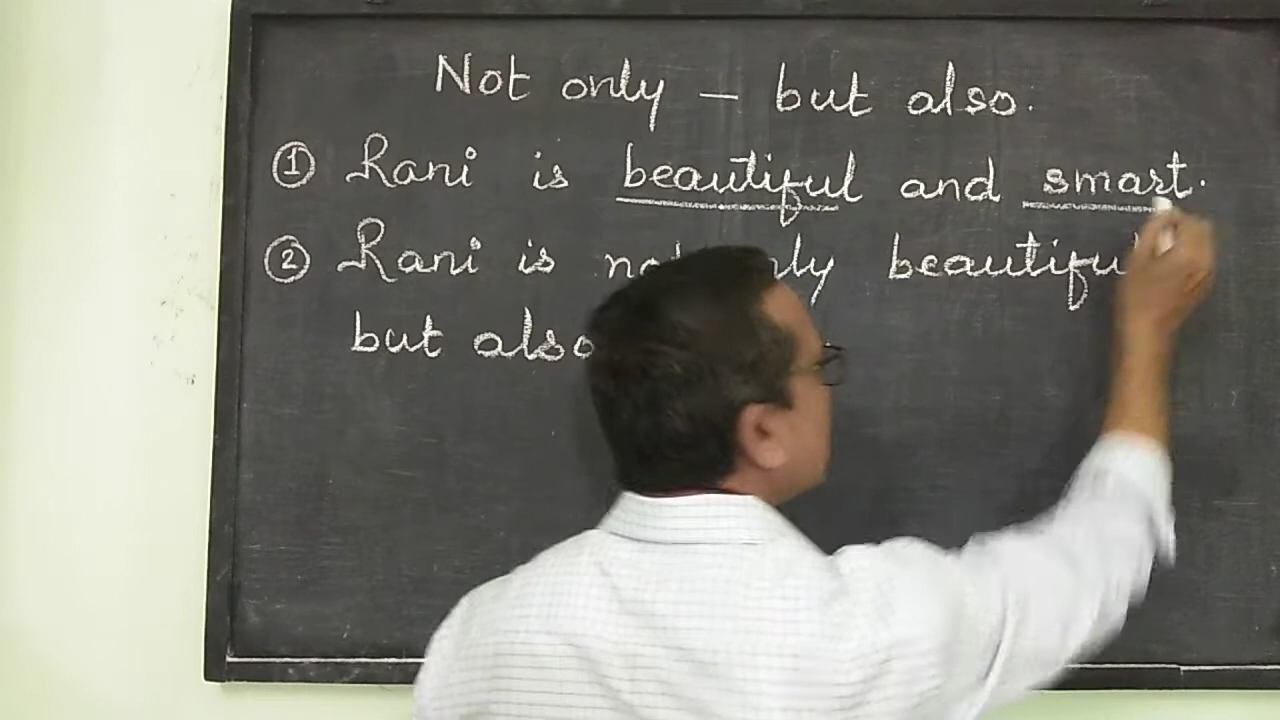 Not only — but also.
① Rani is beautiful and smart.
② Rani is not only beautiful
but also